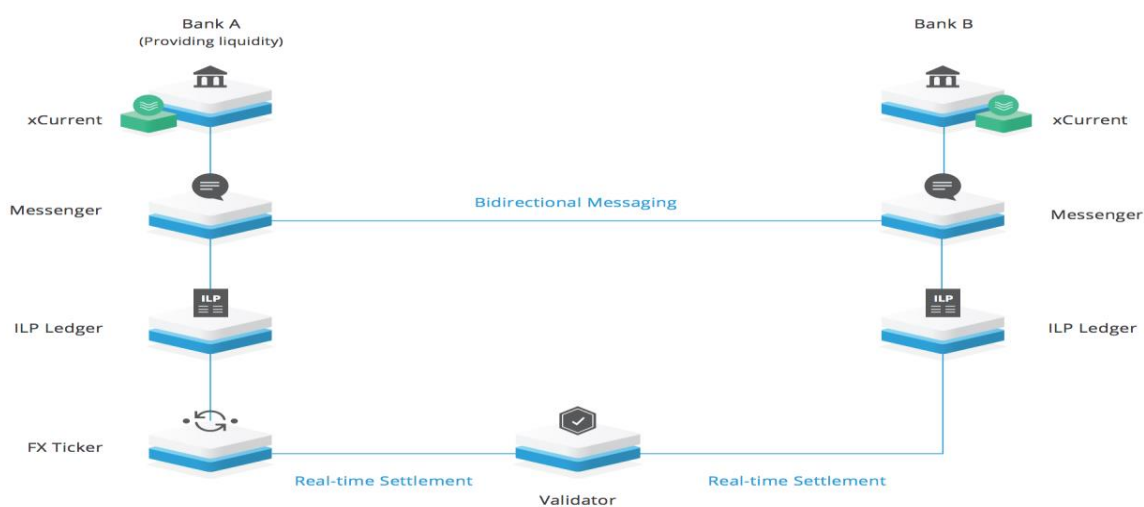 Bank A
(Providing liquidity)
Bank B
xCurrent
xCurrent
Messenger
Bidirectional Messaging
Messenger
ILP
ILP
ILP Ledger
ILP Ledger
FX Ticker
Real-time Settlement
Real-time Settlement
Validator